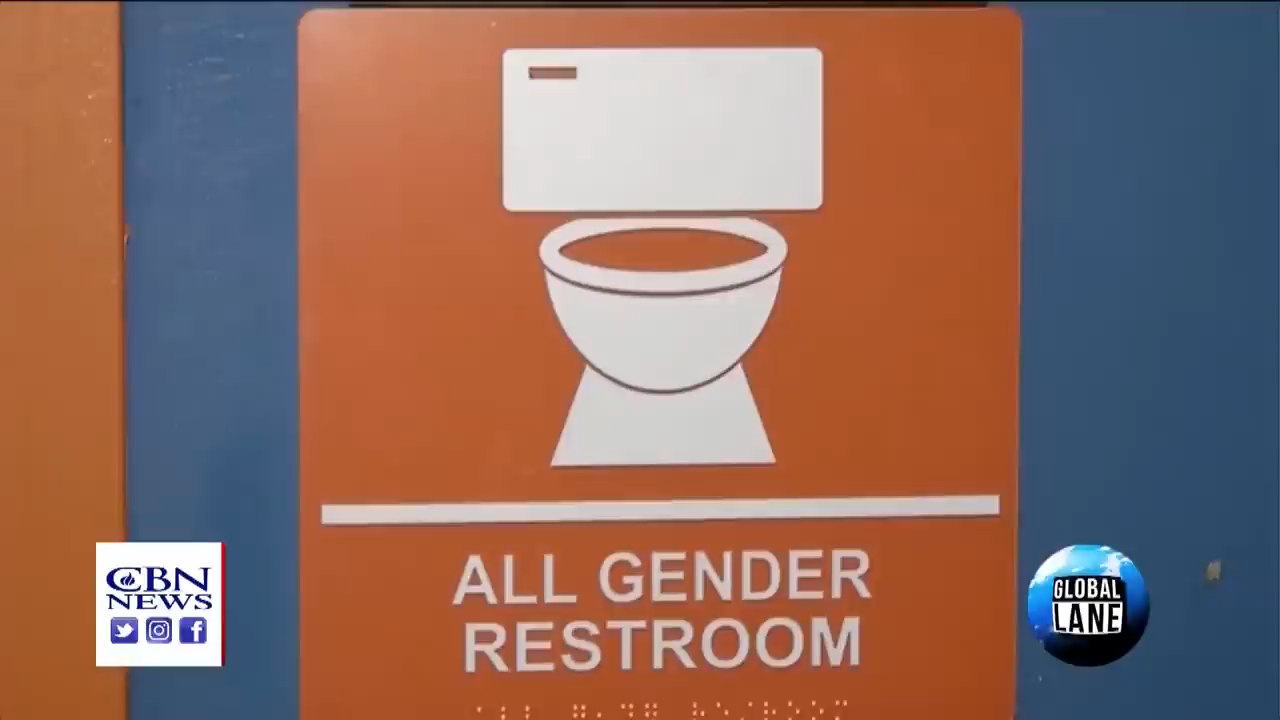 ALL GENDER
RESTROOM
CBN
NEWS
GLOBAL
LANE